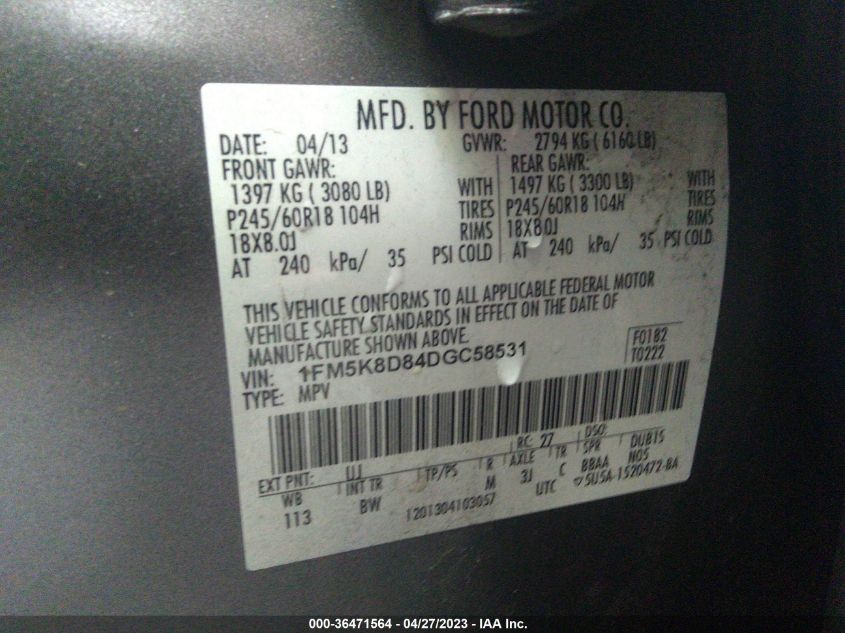 MFD. BY FORD MOTOR CO.
DATE: 04/13 GVWR: 2794 KG ( 6160 LB)
FRONT GAWR: REAR GAWR:
1397 KG ( 3080 LB) WITH 1497 KG ( 3300 LB) WITH
P245/60R18 104H TIRES P245/60R18 104H TIRES
18X8.0J RIMS 18X8.0J RIMS
AT 240 kPa/ 35 PSI COLD AT 240 kPa/ 35 PSI COLD
THIS VEHICLE CONFORMS TO ALL APPLICABLE FEDERAL MOTOR
VEHICLE SAFETY STANDARDS IN EFFECT ON THE DATE OF
MANUFACTURE SHOWN ABOVE.
F0182
T0222
VIN: 1FM5K8D84DGC58531
TYPE: MPV
RC: 27 DSO:
EXT PNT: UJ
WB INT TR TP/PS R AXLE TR SPR DUB15
113 BW M 3J C BBAA N05
1201304103057 UTC 5U5A-1520472-BA
000-36471564 - 04/27/2023 - IAA Inc.